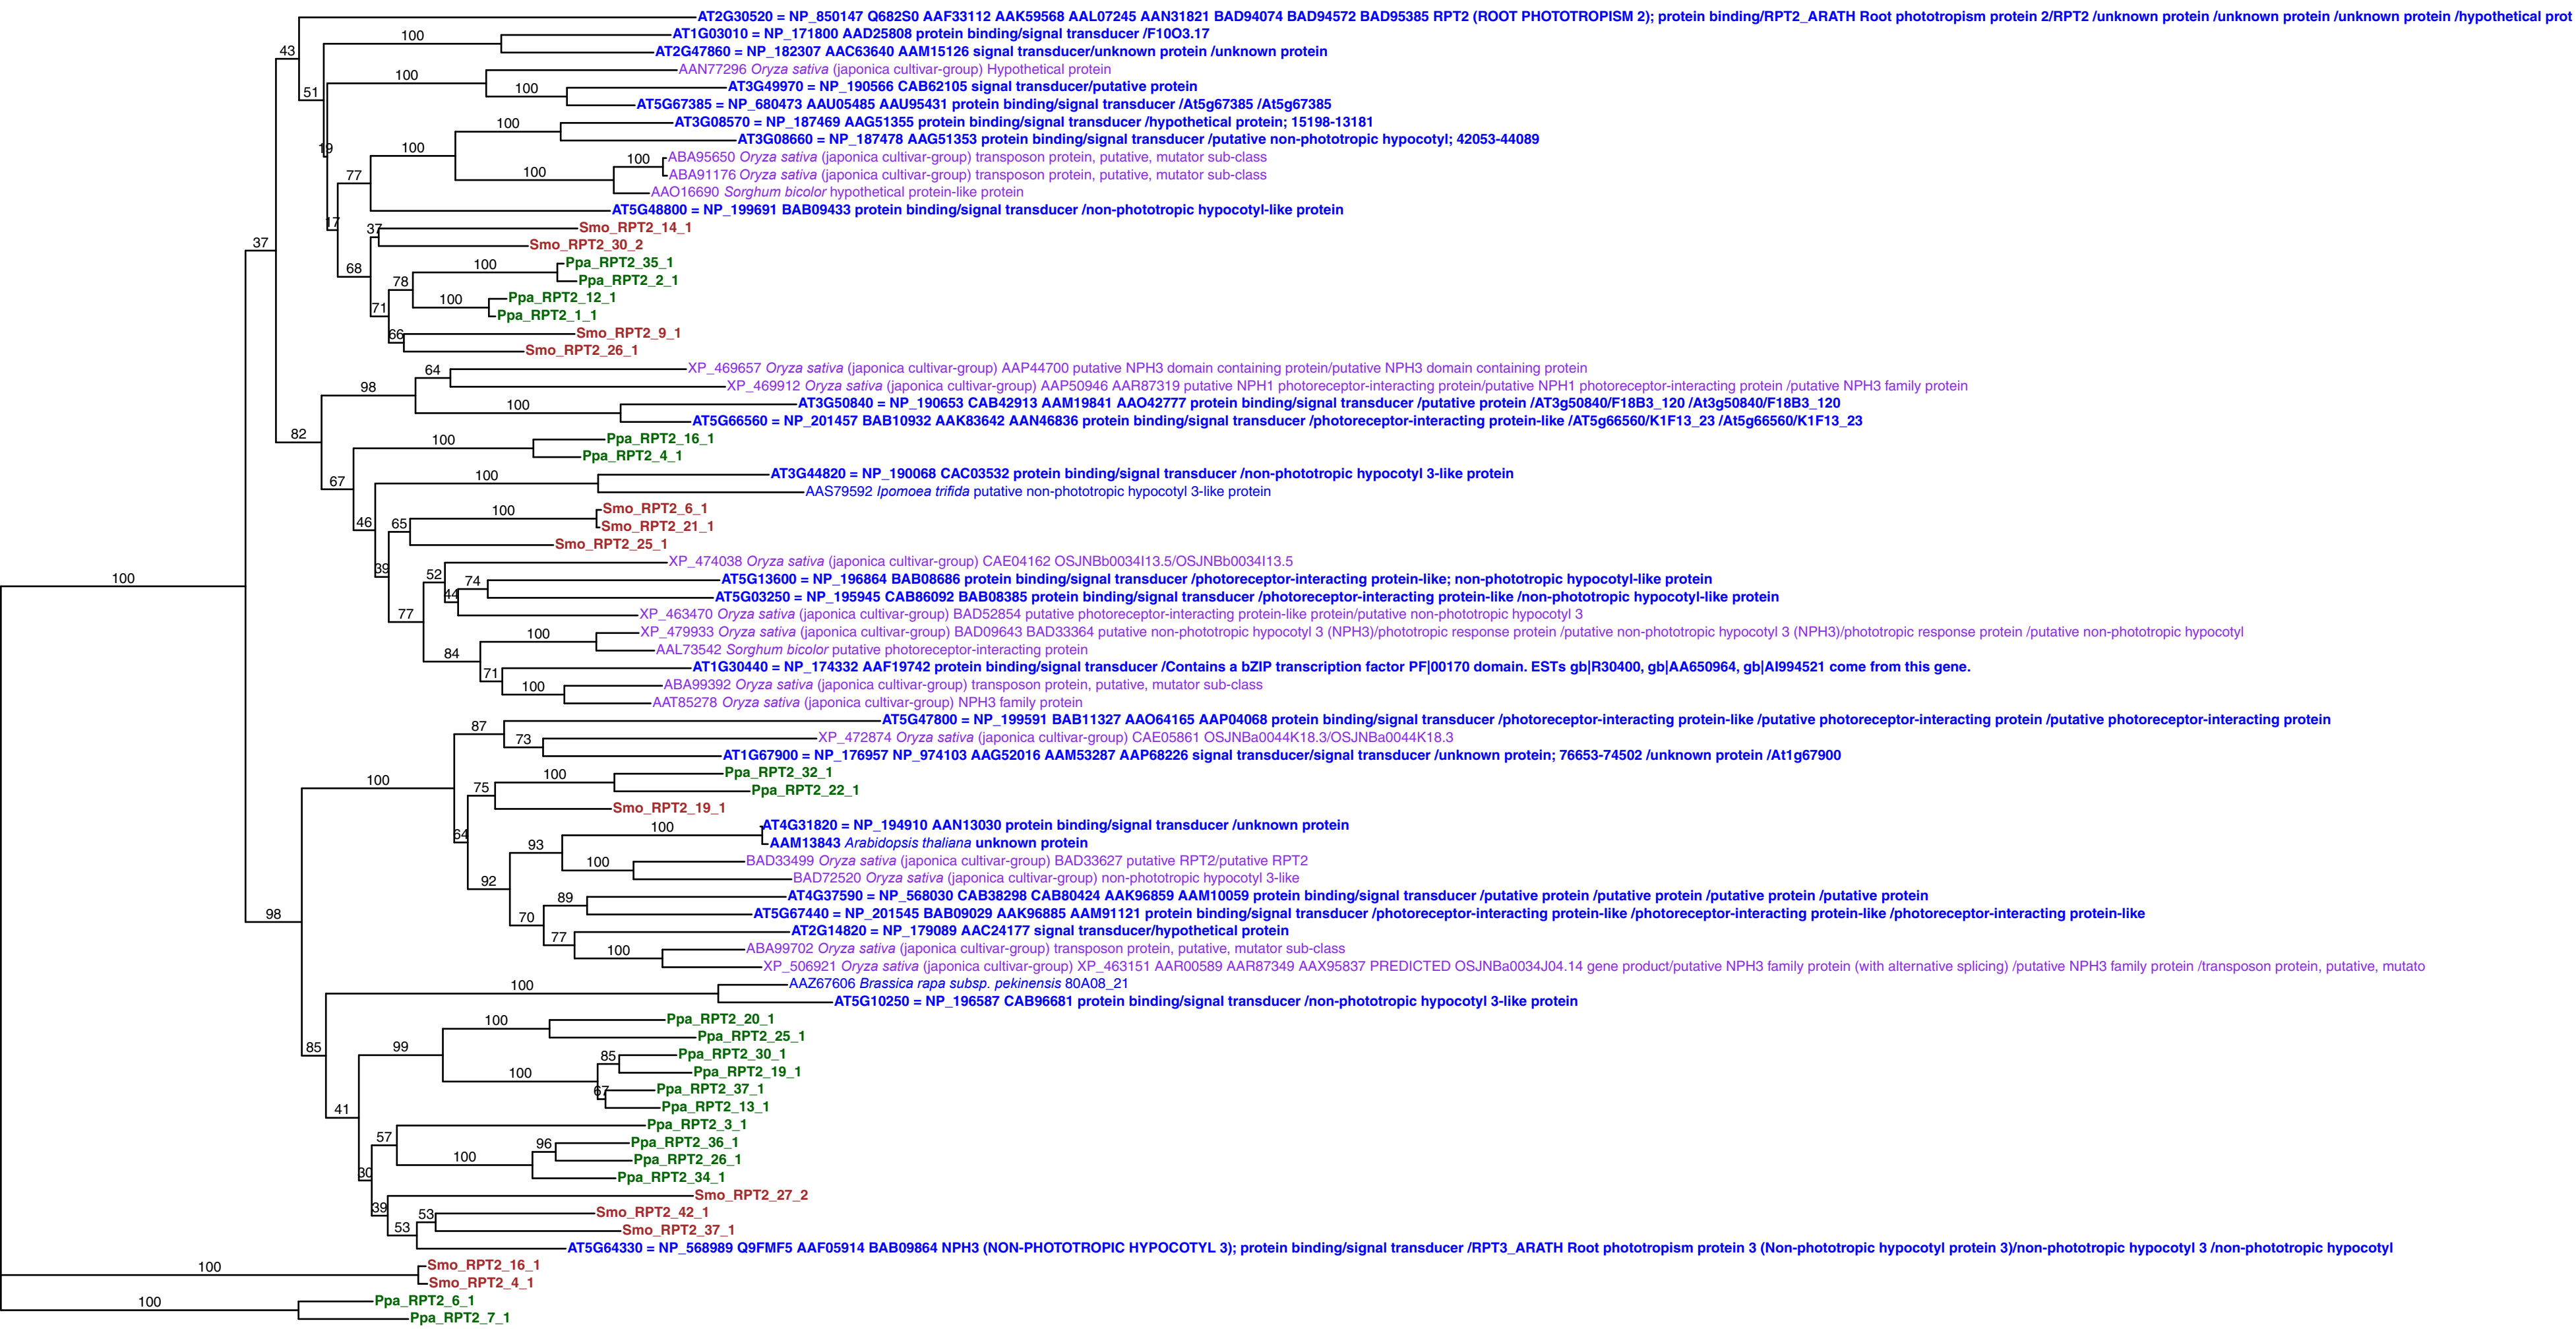 AT2G30520 = NP_850147 Q682S0 AAF33112 AAK59568 AAL07245 AAN31821 BAD94074 BAD94572 BAD95385 RPT2 (ROOT PHOTOTROPISM 2); protein binding/RPT2_ARATH Root phototropism protein 2/RPT2 /unknown protein /unknown protein /unknown protein /hypothetical prot
100 AT1G03010 = NP_171800 AAD25808 protein binding/signal transducer /F10O3.17
43 AT2G47860 = NP_182307 AAC63640 AAM15126 signal transducer/unknown protein /unknown protein
100 AAN77296 Oryza sativa (japonica cultivar-group) Hypothetical protein
100 AT3G49970 = NP_190566 CAB62105 signal transducer/putative protein
51 AT5G67385 = NP_680473 AAU05485 AAU95431 protein binding/signal transducer /At5g67385 /At5g67385
100 AT3G08570 = NP_187469 AAG51355 protein binding/signal transducer /hypothetical protein; 15198-13181
AT3G08660 = NP_187478 AAG51353 protein binding/signal transducer /putative non-phototropic hypocotyl; 42053-44089
19 100 100 ABA95650 Oryza sativa (japonica cultivar-group) transposon protein, putative, mutator sub-class
77 100 ABA91176 Oryza sativa (japonica cultivar-group) transposon protein, putative, mutator sub-class
AAO16690 Sorghum bicolor hypothetical protein-like protein
AT5G48800 = NP_199691 BAB09433 protein binding/signal transducer /non-phototropic hypocotyl-like protein
17 37 Smo_RPT2_14_1
37 Smo_RPT2_30_2
68 100 Ppa_RPT2_35_1
78 Ppa_RPT2_2_1
100 Ppa_RPT2_12_1
71 Ppa_RPT2_1_1
66 Smo_RPT2_9_1
Smo_RPT2_26_1
64 XP_469657 Oryza sativa (japonica cultivar-group) AAP44700 putative NPH3 domain containing protein/putative NPH3 domain containing protein
98 XP_469912 Oryza sativa (japonica cultivar-group) AAP50946 AAR87319 putative NPH1 photoreceptor-interacting protein/putative NPH1 photoreceptor-interacting protein /putative NPH3 family protein
100 AT3G50840 = NP_190653 CAB42913 AAM19841 AAO42777 protein binding/signal transducer /putative protein /AT3g50840/F18B3_120 /At3g50840/F18B3_120
AT5G66560 = NP_201457 BAB10932 AAK83642 AAN46836 protein binding/signal transducer /photoreceptor-interacting protein-like /AT5g66560/K1F13_23 /At5g66560/K1F13_23
82 100 Ppa_RPT2_16_1
Ppa_RPT2_4_1
67 100 AT3G44820 = NP_190068 CAC03532 protein binding/signal transducer /non-phototropic hypocotyl 3-like protein
AAS79592 Ipomoea trifida putative non-phototropic hypocotyl 3-like protein
100 Smo_RPT2_6_1
46 65 Smo_RPT2_21_1
Smo_RPT2_25_1
39 XP_474038 Oryza sativa (japonica cultivar-group) CAE04162 OSJNBb0034I13.5/OSJNBb0034I13.5
100 52 74 AT5G13600 = NP_196864 BAB08686 protein binding/signal transducer /photoreceptor-interacting protein-like; non-phototropic hypocotyl-like protein
44 AT5G03250 = NP_195945 CAB86092 BAB08385 protein binding/signal transducer /photoreceptor-interacting protein-like /non-phototropic hypocotyl-like protein
77 XP_463470 Oryza sativa (japonica cultivar-group) BAD52854 putative photoreceptor-interacting protein-like protein/putative non-phototropic hypocotyl 3
100 XP_479933 Oryza sativa (japonica cultivar-group) BAD09643 BAD33364 putative non-phototropic hypocotyl 3 (NPH3)/phototropic response protein /putative non-phototropic hypocotyl 3 (NPH3)/phototropic response protein /putative non-phototropic hypocotyl
84 AAL73542 Sorghum bicolor putative photoreceptor-interacting protein
71 AT1G30440 = NP_174332 AAF19742 protein binding/signal transducer /Contains a bZIP transcription factor PF|00170 domain. ESTs gb|R30400, gb|AA650964, gb|AI994521 come from this gene.
100 ABA99392 Oryza sativa (japonica cultivar-group) transposon protein, putative, mutator sub-class
AAT85278 Oryza sativa (japonica cultivar-group) NPH3 family protein
87 AT5G47800 = NP_199591 BAB11327 AAO64165 AAP04068 protein binding/signal transducer /photoreceptor-interacting protein-like /putative photoreceptor-interacting protein /putative photoreceptor-interacting protein
73 XP_472874 Oryza sativa (japonica cultivar-group) CAE05861 OSJNBa0044K18.3/OSJNBa0044K18.3
AT1G67900 = NP_176957 NP_974103 AAG52016 AAM53287 AAP68226 signal transducer/signal transducer /unknown protein; 76653-74502 /unknown protein /At1g67900
100 100 Ppa_RPT2_32_1
75 Ppa_RPT2_22_1
Smo_RPT2_19_1
64 100 AT4G31820 = NP_194910 AAN13030 protein binding/signal transducer /unknown protein
93 AAM13843 Arabidopsis thaliana unknown protein
100 BAD33499 Oryza sativa (japonica cultivar-group) BAD33627 putative RPT2/putative RPT2
92 BAD72520 Oryza sativa (japonica cultivar-group) non-phototropic hypocotyl 3-like
89 AT4G37590 = NP_568030 CAB38298 CAB80424 AAK96859 AAM10059 protein binding/signal transducer /putative protein /putative protein /putative protein /putative protein
98 70 AT5G67440 = NP_201545 BAB09029 AAK96885 AAM91121 protein binding/signal transducer /photoreceptor-interacting protein-like /photoreceptor-interacting protein-like /photoreceptor-interacting protein-like
77 AT2G14820 = NP_179089 AAC24177 signal transducer/hypothetical protein
100 ABA99702 Oryza sativa (japonica cultivar-group) transposon protein, putative, mutator sub-class
XP_506921 Oryza sativa (japonica cultivar-group) XP_463151 AAR00589 AAR87349 AAX95837 PREDICTED OSJNBa0034J04.14 gene product/putative NPH3 family protein (with alternative splicing) /putative NPH3 family protein /transposon protein, putative, mutato
100 AAZ67606 Brassica rapa subsp. pekinensis 80A08_21
AT5G10250 = NP_196587 CAB96681 protein binding/signal transducer /non-phototropic hypocotyl 3-like protein
100 Ppa_RPT2_20_1
Ppa_RPT2_25_1
85 99 85 Ppa_RPT2_30_1
100 Ppa_RPT2_19_1
67 Ppa_RPT2_37_1
41 Ppa_RPT2_13_1
Ppa_RPT2_3_1
57 96 Ppa_RPT2_36_1
100 Ppa_RPT2_26_1
30 Ppa_RPT2_34_1
Smo_RPT2_27_2
39 53 Smo_RPT2_42_1
53 Smo_RPT2_37_1
AT5G64330 = NP_568989 Q9FMF5 AAF05914 BAB09864 NPH3 (NON-PHOTOTROPIC HYPOCOTYL 3); protein binding/signal transducer /RPT3_ARATH Root phototropism protein 3 (Non-phototropic hypocotyl protein 3)/non-phototropic hypocotyl 3 /non-phototropic hypocotyl
100 Smo_RPT2_16_1
Smo_RPT2_4_1
100 Ppa_RPT2_6_1
Ppa_RPT2_7_1